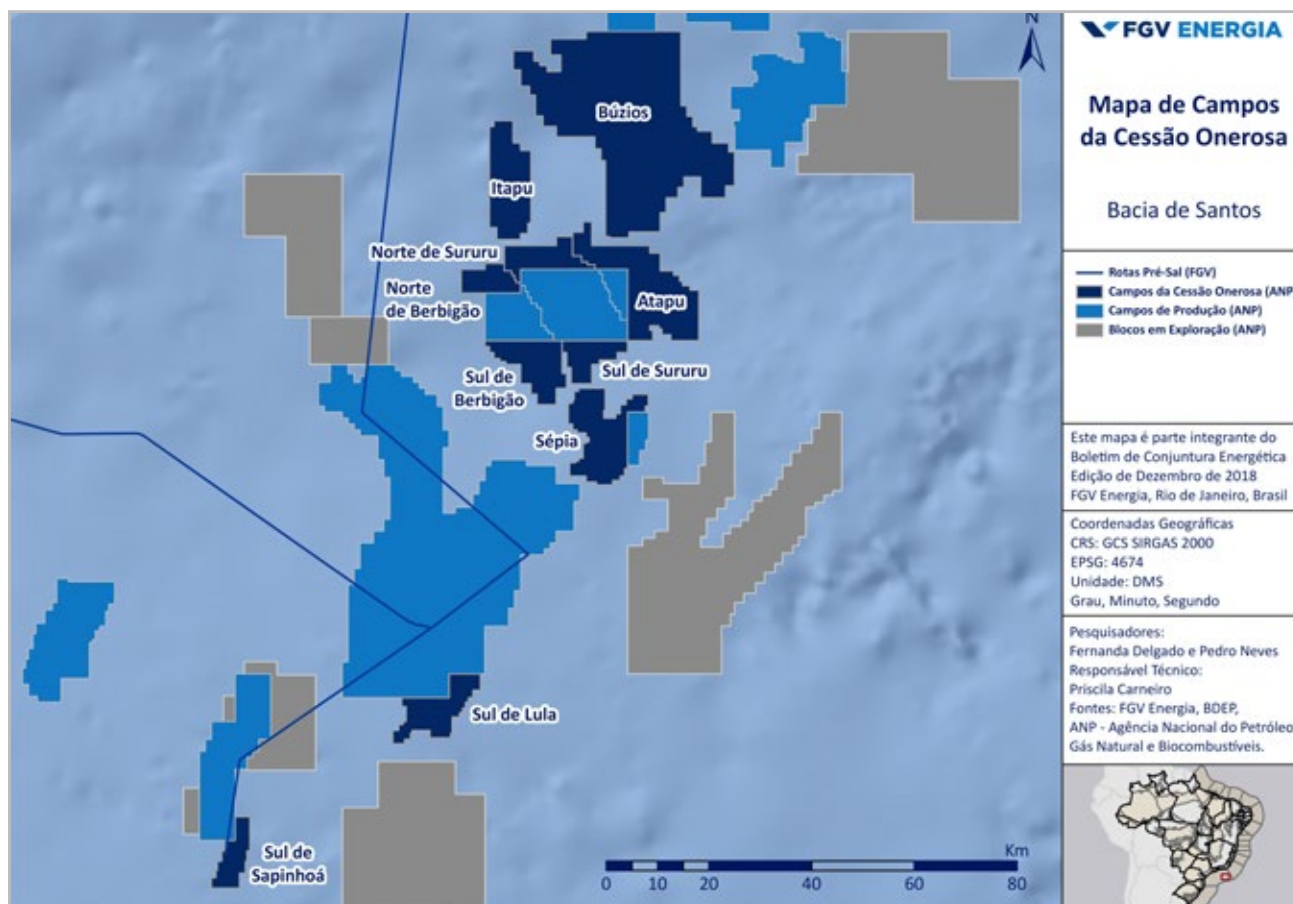 N
Búzios
Itapu
Norte de Sururu
Norte
de Berbigão
Atapu
Sul de
Berbigão
Sul de Sururu
Sépia
Sul de Lula
Sul de
Sapinhoá
Km
0 10 20 40 60 80
FGV ENERGIA
Mapa de Campos
da Cessão Onerosa
Bacia de Santos
Rotas Pré-Sal (FGV)
Campos da Cessão Onerosa (ANP
Campos de Produção (ANP)
Blocos em Exploração (ANP)
Este mapa é parte integrante do
Boletim de Conjuntura Energética
Edição de Dezembro de 2018
FGV Energia, Rio de Janeiro, Brasil
Coordenadas Geográficas
CRS: GCS SIRGAS 2000
EPSG: 4674
Unidade: DMS
Grau, Minuto, Segundo
Pesquisadores:
Fernanda Delgado e Pedro Neves
Responsável Técnico:
Priscila Carneiro
Fontes: FGV Energia, BDEP,
ANP - Agência Nacional do Petróleo
Gás Natural e Biocombustíveis.